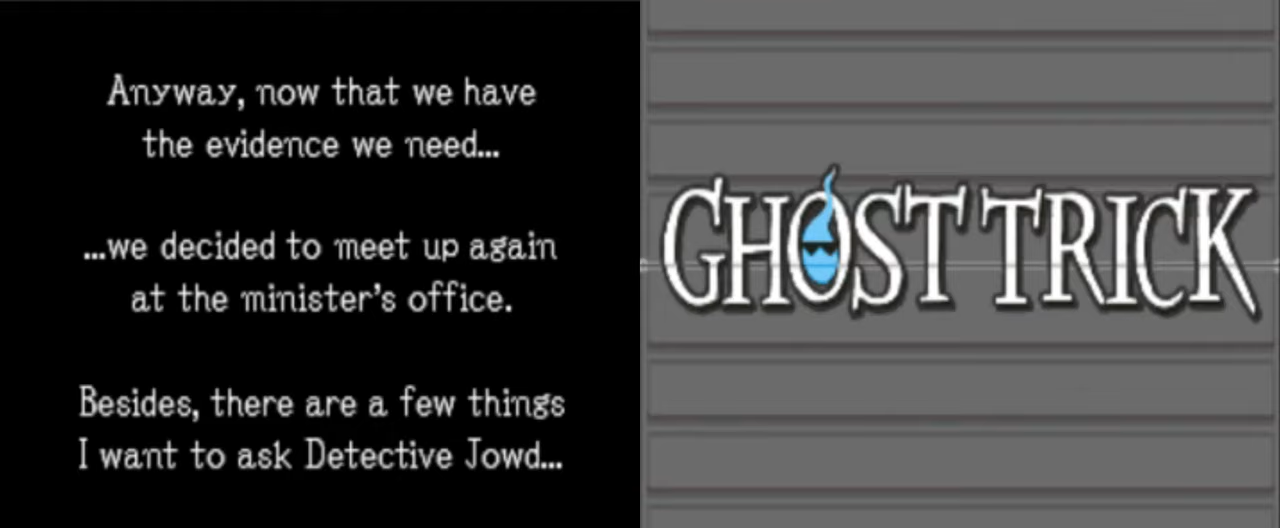 Anyway, now that we have
the evidence we need...
...we decided to meet up again
at the minister's office.
Besides, there are a few things
I want to ask Detective Jowd...
GHOST TRICK